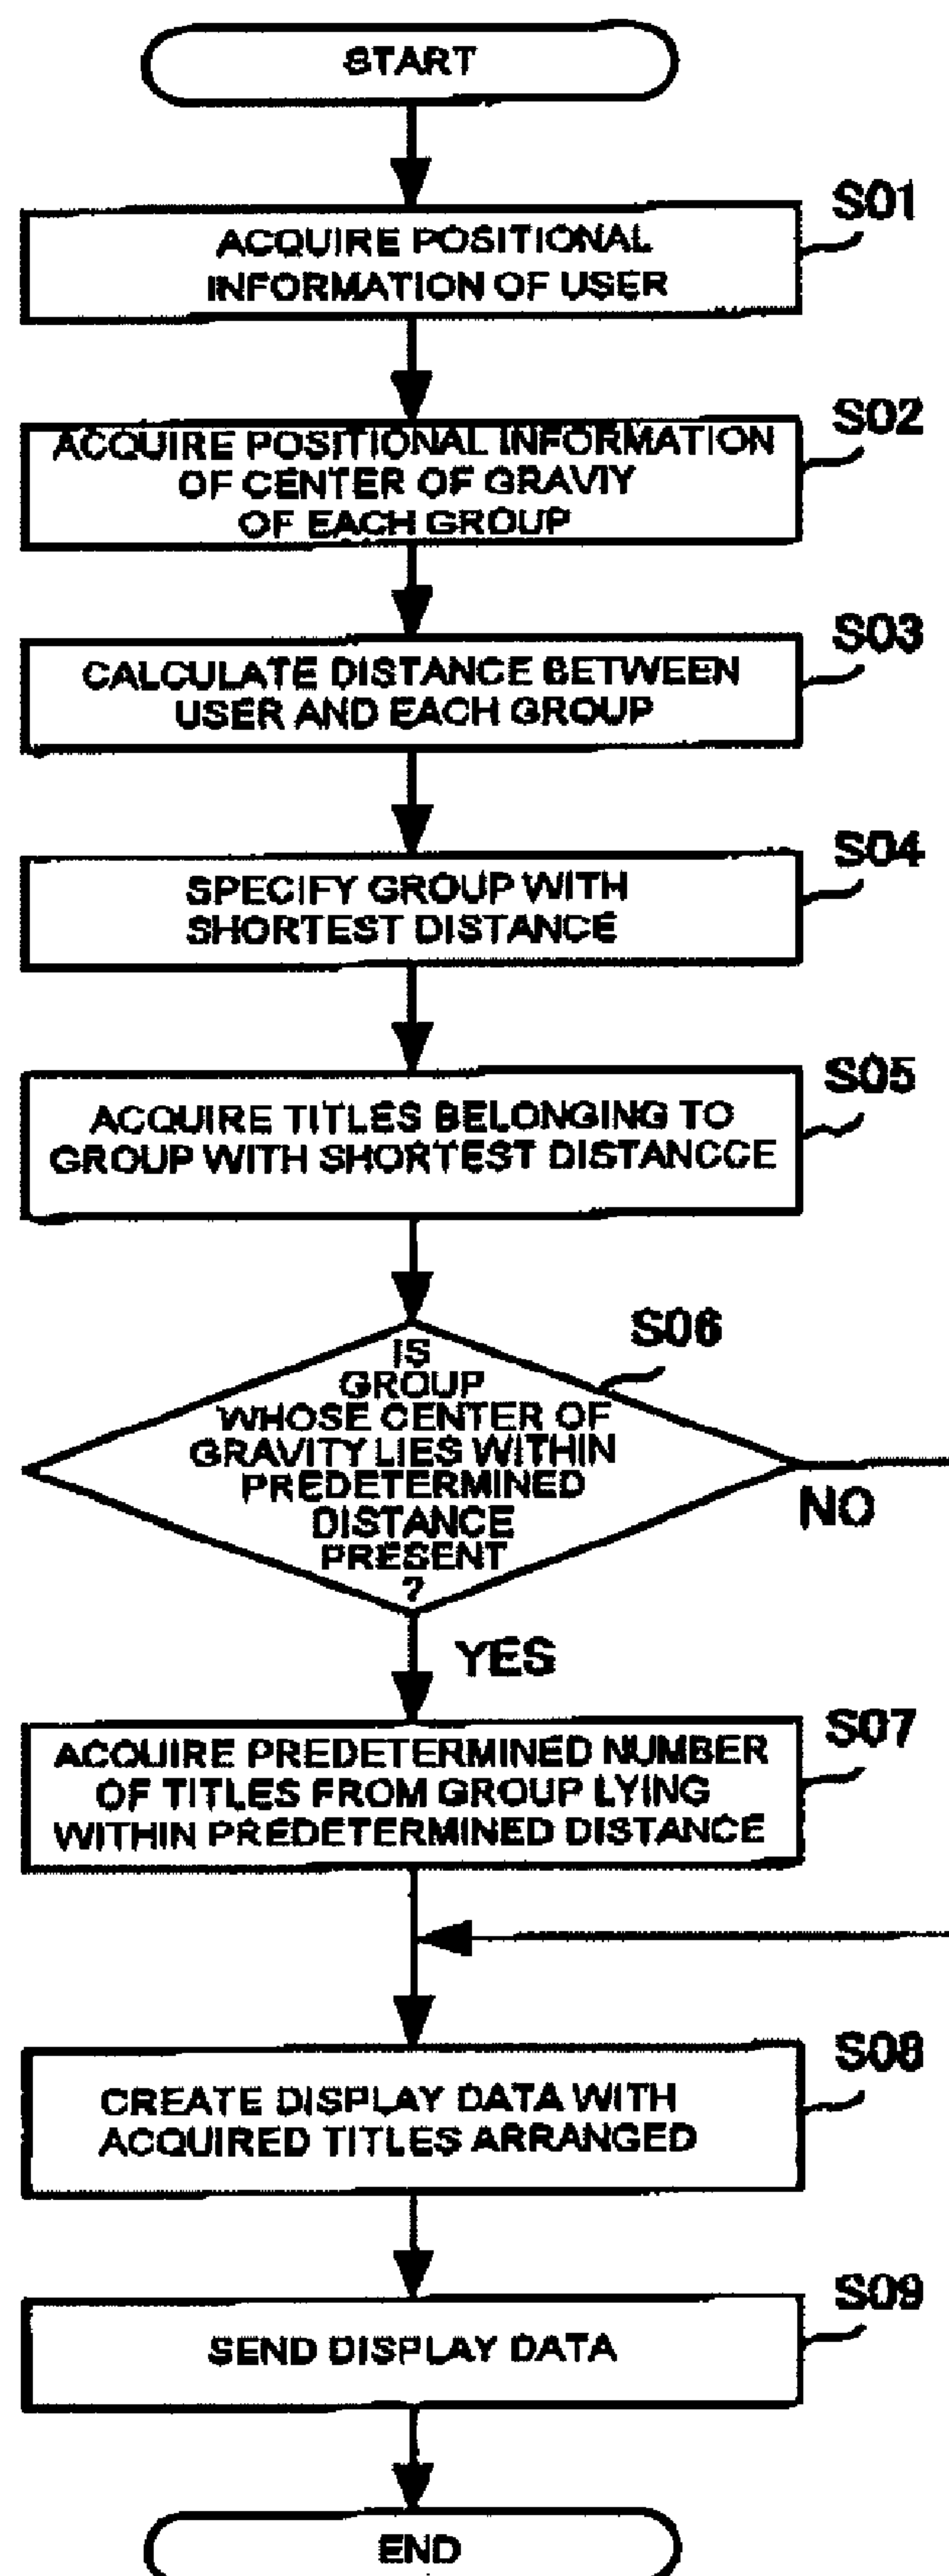 START
S01
ACQUIRE POSITIONAL
INFORMATION OF USER
S02
ACQUIRE POSITIONAL INFORMATION
OF CENTER OF GRAVIY
OF EACH GROUP
S03
CALCULATE DISTANCE BETWEEN
USER AND EACH GROUP
S04
SPECIFY GROUP WITH
SHORTEST DISTANCE
S05
ACQUIRE TITLES BELONGING TO
GROUP WITH SHORTEST DISTANCCE
S06
IS
GROUP
WHOSE CENTER OF
GRAVITY LIES WITHIN
PREDETERMINED
DISTANCE
PRESENT
?
NO
YES
S07
ACQUIRE PREDETERMINED NUMBER
OF TITLES FROM GROUP LYING
WITHIN PREDETERMINED DISTANCE
S08
CREATE DISPLAY DATA WITH
ACQUIRED TITLES ARRANGED
S09
SEND DISPLAY DATA
END